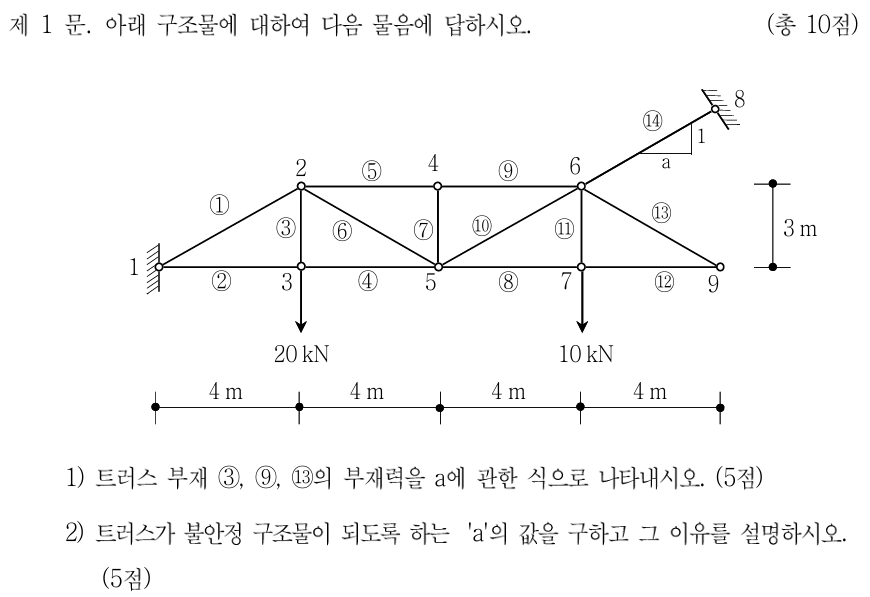 제 1 문. 아래 구조물에 대하여 다음 물음에 답하시오. (총 10점)
8
⑭
1
a
2 ⑤ 4 ⑨ 6
① ③ ⑥ ⑦ ⑩ ⑪ ⑬
3 m
1 ② 3 ④ 5 ⑧ 7 ⑫ 9
20 kN 10 kN
4 m 4 m 4 m 4 m
1) 트러스 부재 ③, ⑨, ⑬의 부재력을 a에 관한 식으로 나타내시오. (5점)
2) 트러스가 불안정 구조물이 되도록 하는 'a'의 값을 구하고 그 이유를 설명하시오.
(5점)